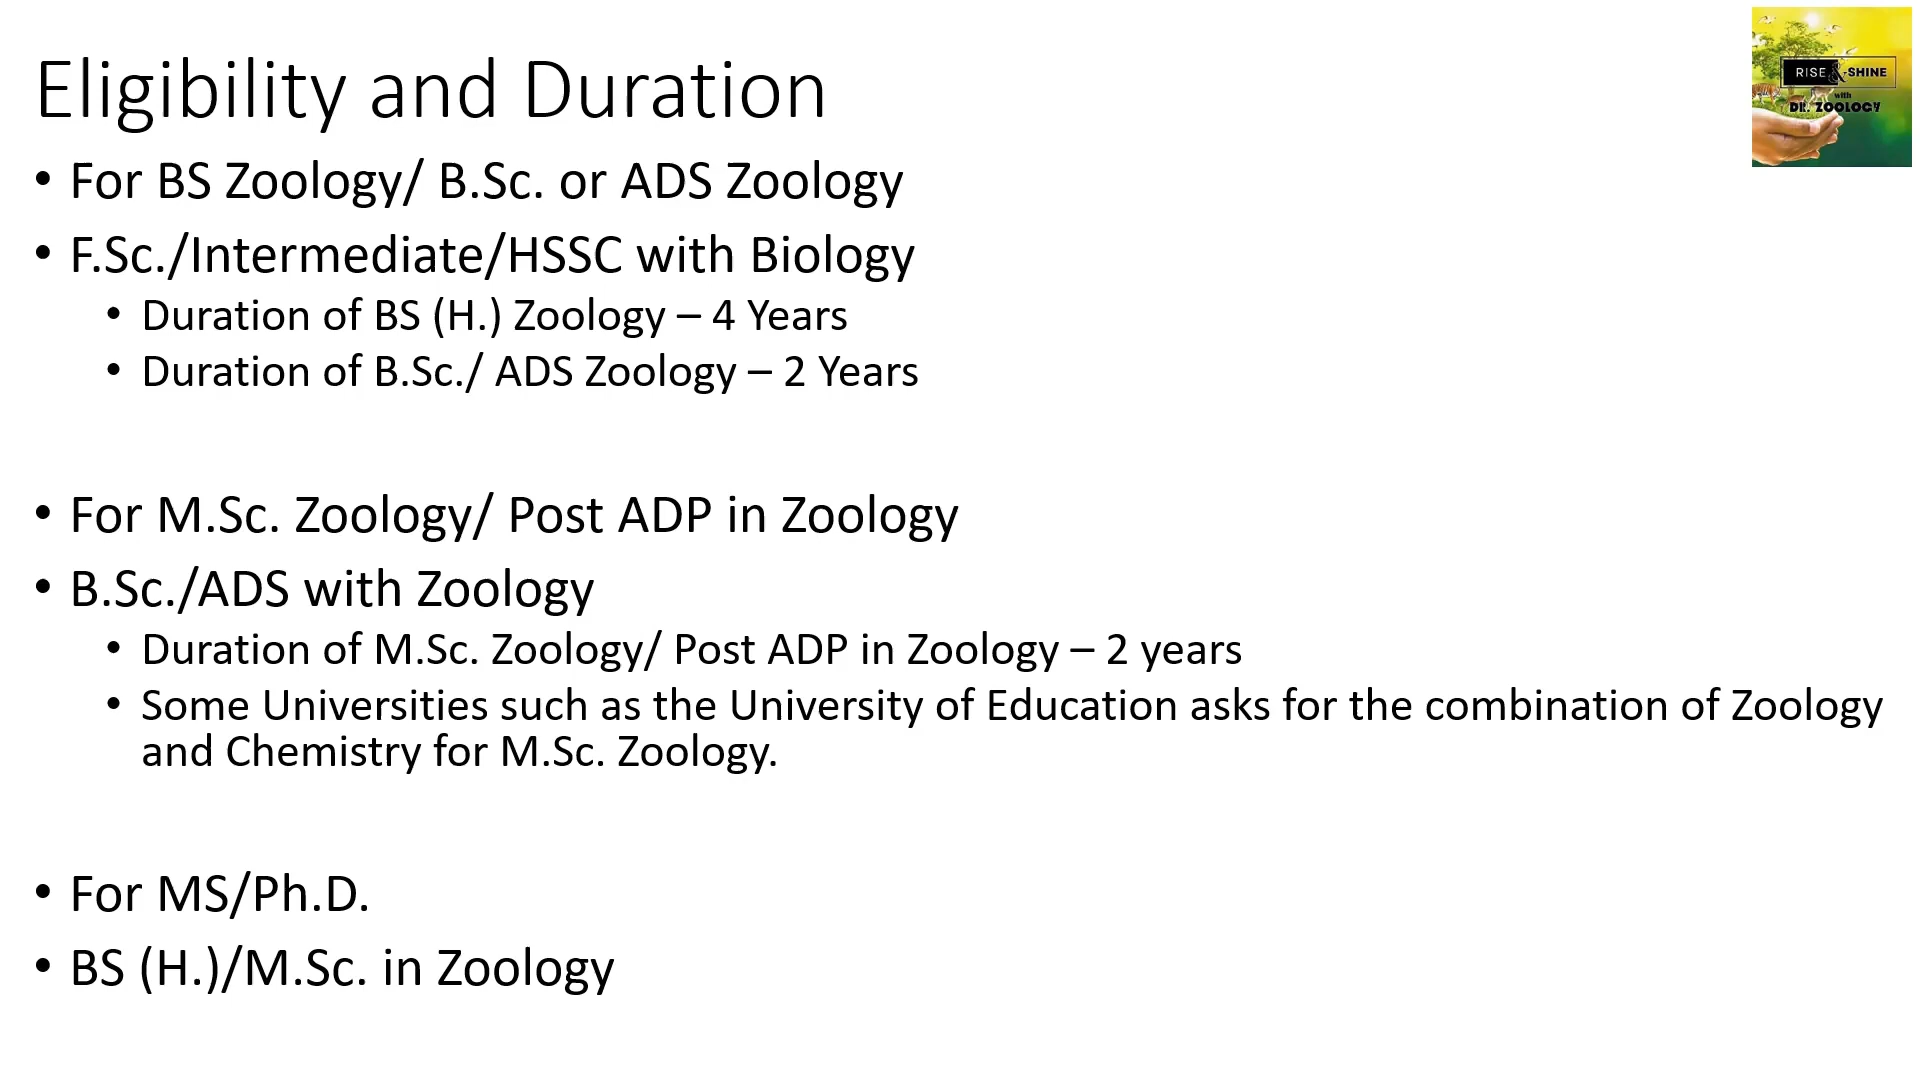 Eligibility and Duration
RISE & SHINE
with
DR. ZOOLOGY
• For BS Zoology/ B.Sc. or ADS Zoology
• F.Sc./Intermediate/HSSC with Biology
• Duration of BS (H.) Zoology – 4 Years
• Duration of B.Sc./ ADS Zoology – 2 Years
• For M.Sc. Zoology/ Post ADP in Zoology
• B.Sc./ADS with Zoology
• Duration of M.Sc. Zoology/ Post ADP in Zoology – 2 years
• Some Universities such as the University of Education asks for the combination of Zoology
and Chemistry for M.Sc. Zoology.
• For MS/Ph.D.
• BS (H.)/M.Sc. in Zoology